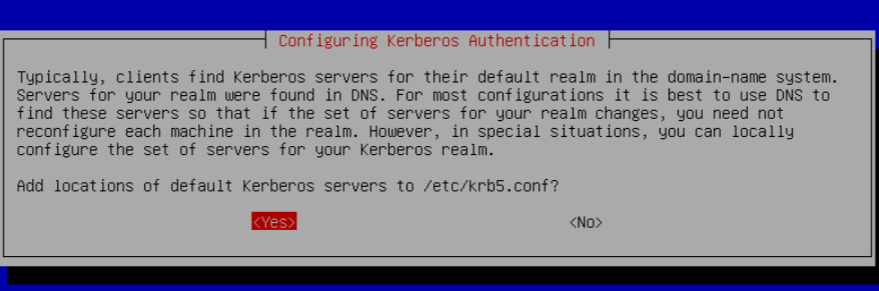 Configuring Kerberos Authentication
Typically, clients find Kerberos servers for their default realm in the domain-name system.
Servers for your realm were found in DNS. For most configurations it is best to use DNS to
find these servers so that if the set of servers for your realm changes, you need not
reconfigure each machine in the realm. However, in special situations, you can locally
configure the set of servers for your Kerberos realm.
Add locations of default Kerberos servers to /etc/krb5.conf?
<Yes> <No>